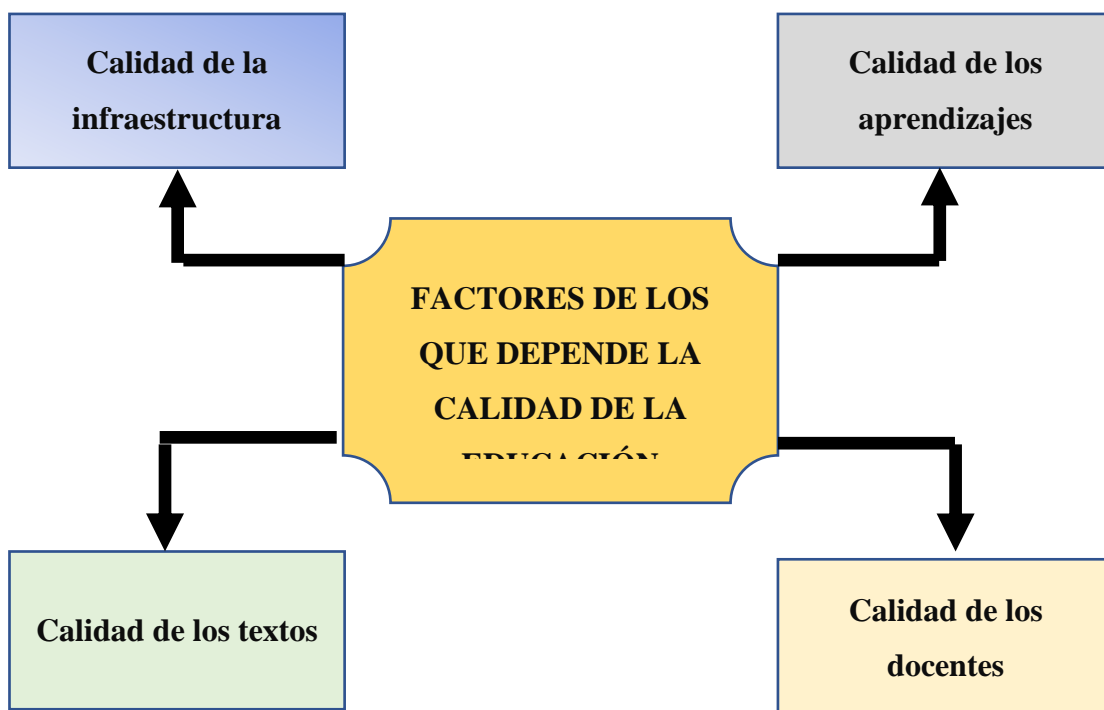 Calidad de la
infraestructura
Calidad de los
aprendizajes
FACTORES DE LOS
QUE DEPENDE LA
CALIDAD DE LA
EDUCACIÓN
Calidad de los textos
Calidad de los
docentes